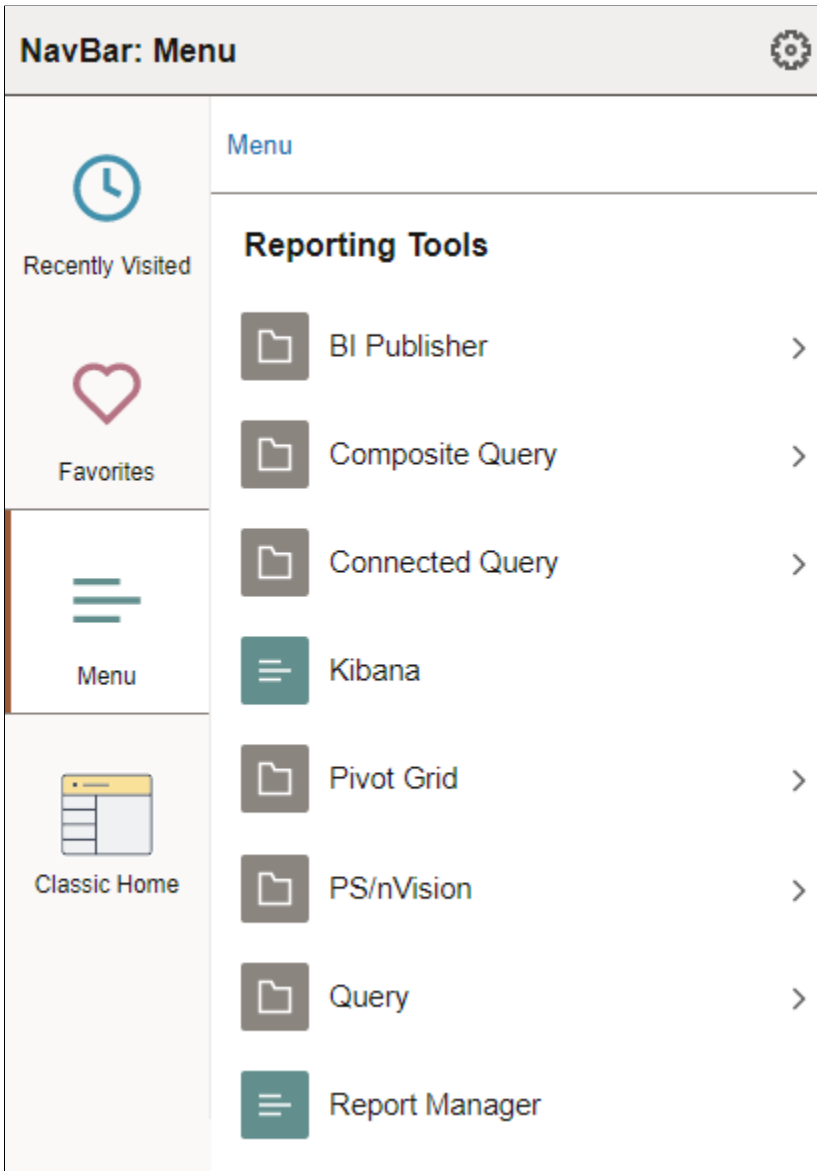 NavBar: Menu
Recently Visited
Favorites
Menu
Classic Home
Menu
Reporting Tools
BI Publisher
Composite Query
Connected Query
Kibana
Pivot Grid
PS/nVision
Query
Report Manager